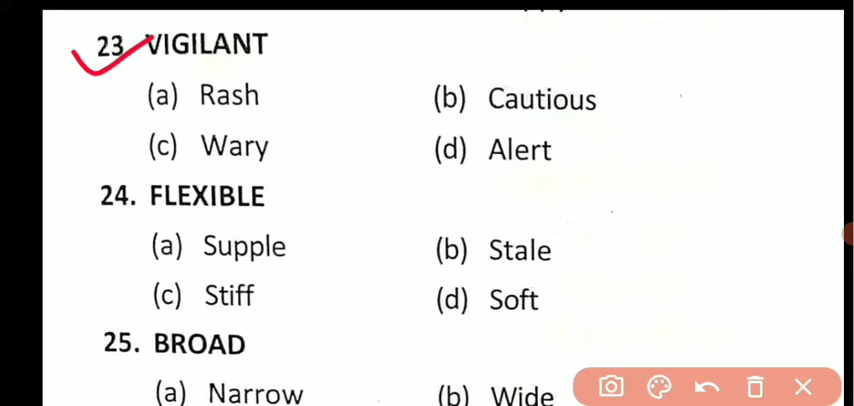 23 VIGILANT
(a) Rash (b) Cautious
(c) Wary (d) Alert
24. FLEXIBLE
(a) Supple (b) Stale
(c) Stiff (d) Soft
25. BROAD
(a) Narrow (b) Wide